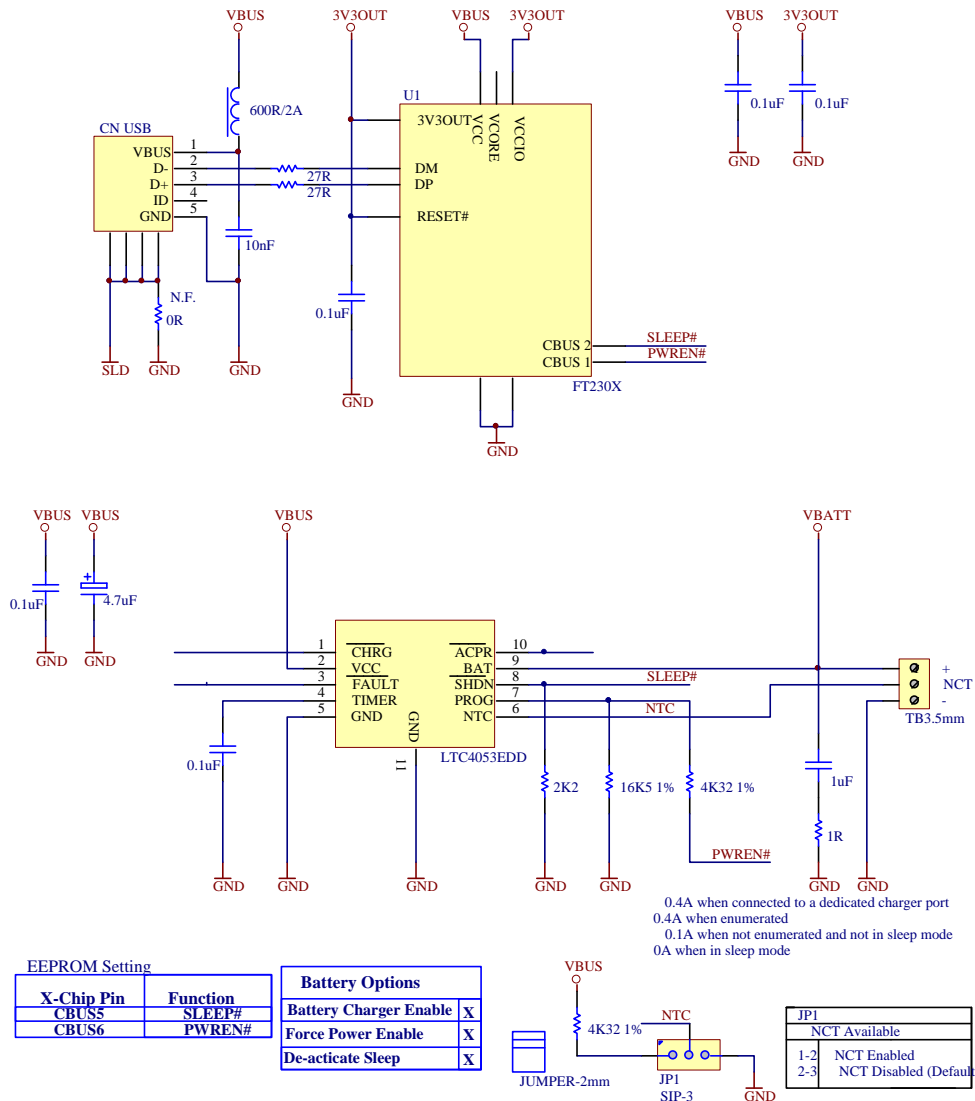 VBUS
3V3OUT
VBUS
3V3OUT
VBUS
3V3OUT
U1
600R/2A
0.1uF
0.1uF
CN USB
3V3OUT
VCC
VCORE
VCCIO
VBUS
1
D-
2
D+
3
ID
4
GND
5
27R
27R
DM
DP
RESET#
GND
GND
10nF
N.F.
0R
0.1uF
SLD
GND
GND
GND
CBUS 2
SLEEP#
CBUS 1
PWREN#
FT230X
GND
VBUS
VBUS
VBUS
VBATT
0.1uF
4.7uF
GND
GND
1
CHRG
2
VCC
3
FAULT
4
TIMER
5
GND
GND
11
ACPR
10
BAT
9
SHDN
8
PROG
7
NTC
6
SLEEP#
NTC
LTC4053EDD
+
NCT
-
TB3.5mm
0.1uF
2K2
16K5 1%
4K32 1%
1uF
1R
PWREN#
GND
GND
GND
GND
GND
GND
GND
0.4A when connected to a dedicated charger port
0.4A when enumerated
0.1A when not enumerated and not in sleep mode
0A when in sleep mode
EEPROM Setting
X-Chip Pin Function
CBUS5 SLEEP#
CBUS6 PWREN#
Battery Options
Battery Charger Enable X
Force Power Enable X
De-acticate Sleep X
JUMPER-2mm
VBUS
4K32 1%
NTC
JP1
SIP-3
GND
JP1
NCT Available
1-2 NCT Enabled
2-3 NCT Disabled (Default